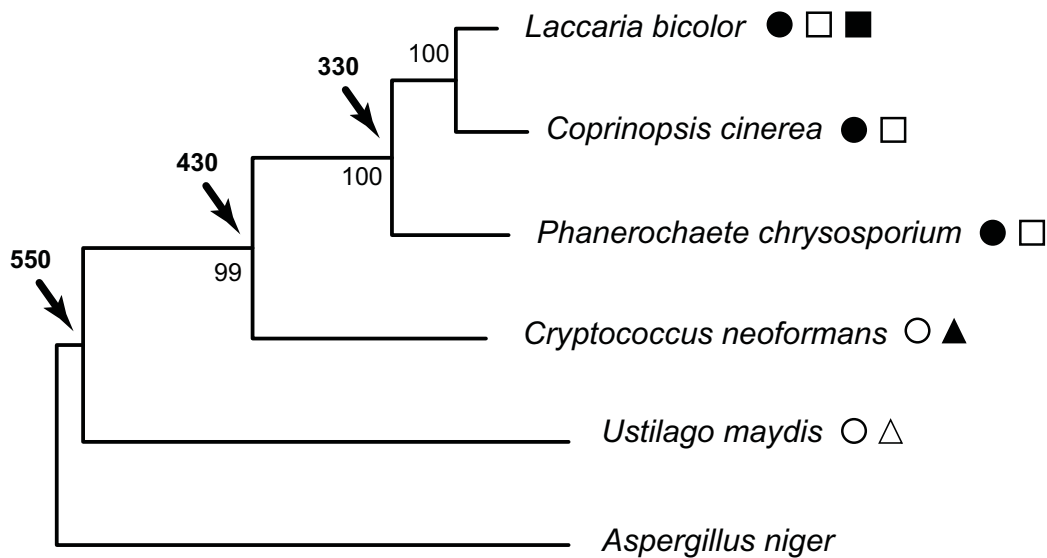 Laccaria bicolor
100
330
Coprinopsis cinerea
430
100
Phanerochaete chrysosporium
550
99
Cryptococcus neoformans
Ustilago maydis
Aspergillus niger